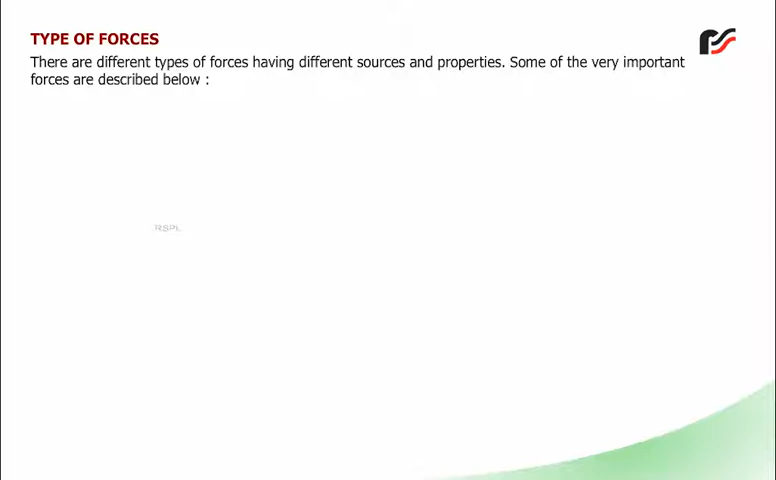 TYPE OF FORCES
There are different types of forces having different sources and properties. Some of the very important
forces are described below :
RSPL